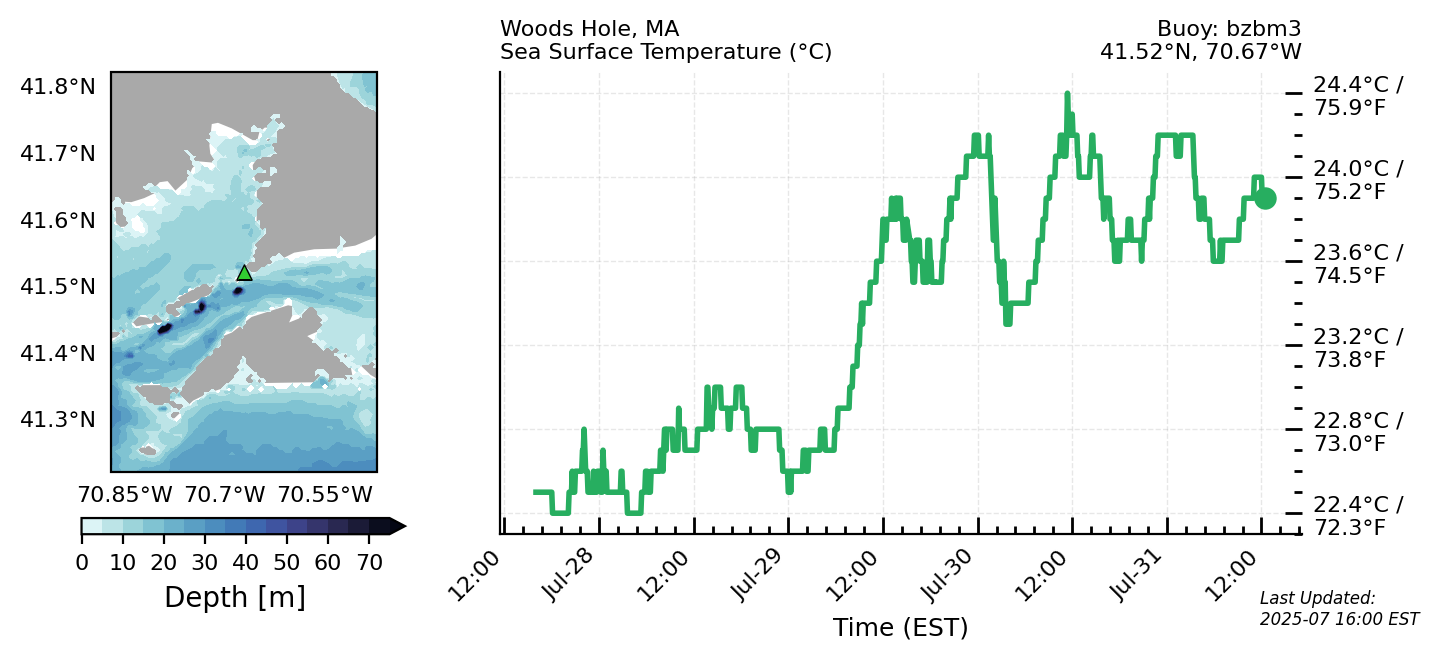 Woods Hole, MA
Sea Surface Temperature (°C)
Buoy: bzbm3
41.52°N, 70.67°W
41.8°N
41.7°N
41.6°N
41.5°N
41.4°N
41.3°N
70.85°W 70.7°W 70.55°W
0 10 20 30 40 50 60 70
Depth [m]
24.4°C /
75.9°F
24.0°C /
75.2°F
23.6°C /
74.5°F
23.2°C /
73.8°F
22.8°C /
73.0°F
22.4°C /
72.3°F
12:00 Jul-28 12:00 Jul-29 12:00 Jul-30 12:00 Jul-31 12:00
Time (EST)
Last Updated:
2025-07 16:00 EST